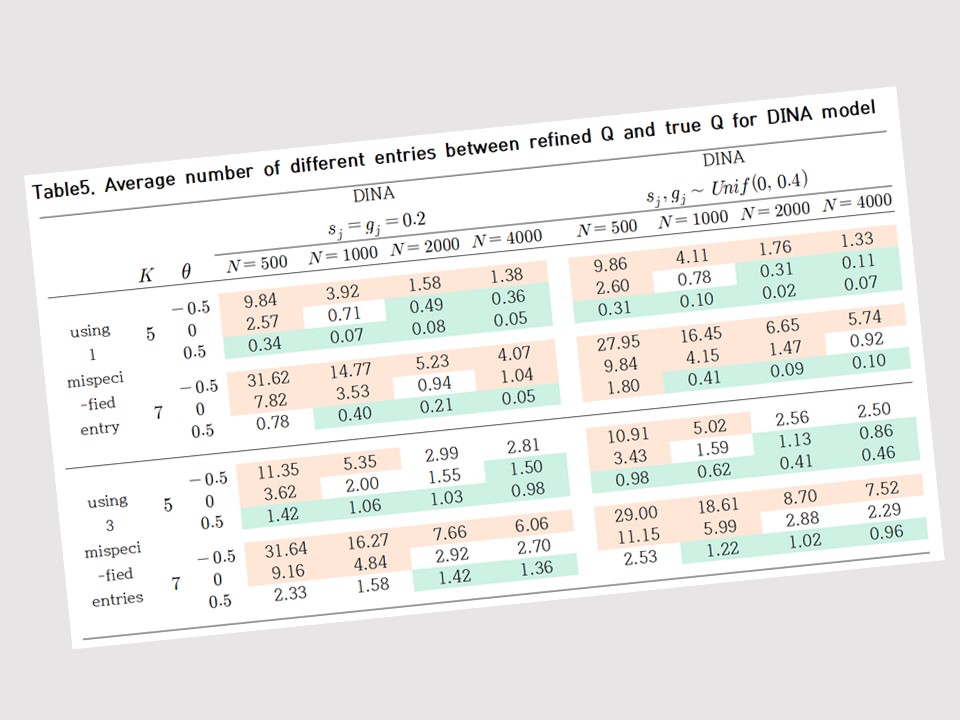 Table5. Average number of different entries between refined Q and true Q for DINA model
DINA DINA
s_j = g_j = 0.2 s_j, g_j ~ Unif(0, 0.4)
K θ N = 500 N = 1000 N = 2000 N = 4000 N = 500 N = 1000 N = 2000 N = 4000
− 0.5 9.84 3.92 1.58 1.38 9.86 4.11 1.76 1.33
using 5 0 2.57 0.71 0.49 0.36 2.60 0.78 0.31 0.11
1 0.5 0.34 0.07 0.08 0.05 0.31 0.10 0.02 0.07
mispeci − 0.5 31.62 14.77 5.23 4.07 27.95 16.45 6.65 5.74
-fied 7 0 7.82 3.53 0.94 1.04 9.84 4.15 1.47 0.92
entry 0.5 0.78 0.40 0.21 0.05 1.80 0.41 0.09 0.10
− 0.5 11.35 5.35 2.99 2.81 10.91 5.02 2.56 2.50
using 5 0 3.62 2.00 1.55 1.50 3.43 1.59 1.13 0.86
3 0.5 1.42 1.06 1.03 0.98 0.98 0.62 0.41 0.46
mispeci − 0.5 31.64 16.27 7.66 6.06 29.00 18.61 8.70 7.52
-fied 7 0 9.16 4.84 2.92 2.70 11.15 5.99 2.88 2.29
entries 0.5 2.33 1.58 1.42 1.36 2.53 1.22 1.02 0.96